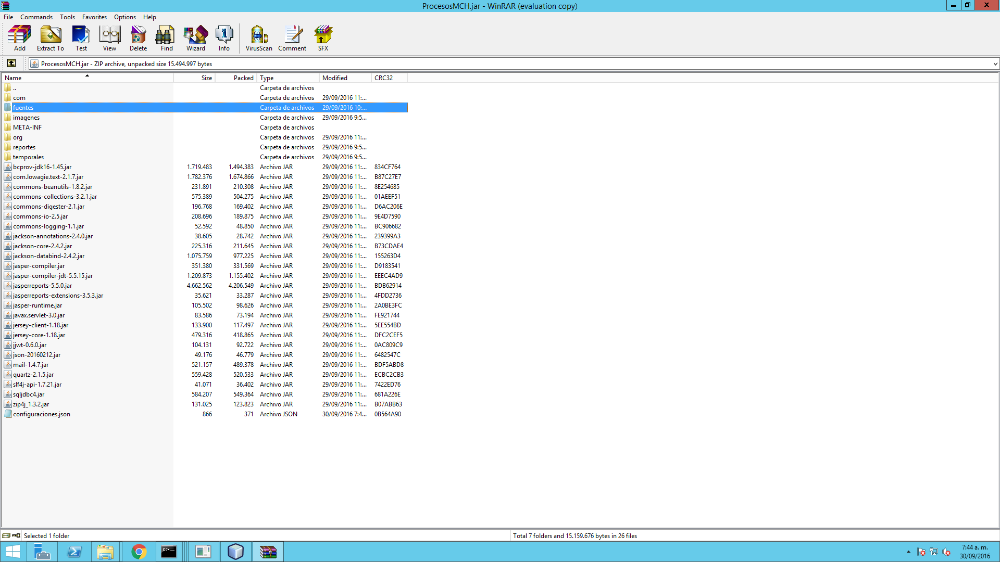 ProcesosMCH.jar - WinRAR (evaluation copy)
File Commands Tools Favorites Options Help
Add Extract To Test View Delete Find Wizard Info VirusScan Comment SFX
ProcesosMCH.jar - ZIP archive, unpacked size 15.494.997 bytes
Name Size Packed Type Modified CRC32
.. Carpeta de archivos
com Carpeta de archivos 29/09/2016 11:...
fuentes Carpeta de archivos 29/09/2016 10:...
imagenes Carpeta de archivos 29/09/2016 9:5...
META-INF Carpeta de archivos
org Carpeta de archivos 29/09/2016 11:...
reportes Carpeta de archivos 29/09/2016 9:5...
temporales Carpeta de archivos 29/09/2016 9:5...
bcprov-jdk16-1.45.jar 1.719.483 1.494.383 Archivo JAR 29/09/2016 11:... 834CF764
com.lowagie.text-2.1.7.jar 1.782.376 1.674.866 Archivo JAR 29/09/2016 11:... B87C27E7
commons-beanutils-1.8.2.jar 231.891 210.308 Archivo JAR 29/09/2016 11:... 8E254685
commons-collections-3.2.1.jar 575.389 504.275 Archivo JAR 29/09/2016 11:... 01AEEF51
commons-digester-2.1.jar 196.768 169.402 Archivo JAR 29/09/2016 11:... D6AC206E
commons-io-2.5.jar 208.696 189.875 Archivo JAR 29/09/2016 11:... 9E4D7590
commons-logging-1.1.jar 52.592 48.850 Archivo JAR 29/09/2016 11:... BC906682
jackson-annotations-2.4.0.jar 38.605 28.742 Archivo JAR 29/09/2016 11:... 239399A3
jackson-core-2.4.2.jar 225.316 211.645 Archivo JAR 29/09/2016 11:... B73CDAE4
jackson-databind-2.4.2.jar 1.075.759 977.225 Archivo JAR 29/09/2016 11:... 155263D4
jasper-compiler.jar 351.380 331.569 Archivo JAR 29/09/2016 11:... D9183541
jasper-compiler-jdt-5.5.15.jar 1.209.873 1.155.402 Archivo JAR 29/09/2016 11:... EEEC4AD9
jasperreports-5.5.0.jar 4.662.562 4.206.549 Archivo JAR 29/09/2016 11:... BDB62914
jasperreports-extensions-3.5.3.jar 35.621 33.287 Archivo JAR 29/09/2016 11:... 4FDD2736
jasper-runtime.jar 105.502 98.626 Archivo JAR 29/09/2016 11:... 2A0BE3FC
javax.servlet-3.0.jar 83.586 73.194 Archivo JAR 29/09/2016 11:... FE921744
jersey-client-1.18.jar 133.900 117.497 Archivo JAR 29/09/2016 11:... 5EE554BD
jersey-core-1.18.jar 479.316 418.865 Archivo JAR 29/09/2016 11:... DFC2CEF5
jjwt-0.6.0.jar 104.131 92.722 Archivo JAR 29/09/2016 11:... 0AC809C9
json-20160212.jar 49.176 46.779 Archivo JAR 29/09/2016 11:... 6482547C
mail-1.4.7.jar 521.157 489.378 Archivo JAR 29/09/2016 11:... BDF5ABD8
quartz-2.1.5.jar 559.428 520.533 Archivo JAR 29/09/2016 11:... ECBC2CB3
slf4j-api-1.7.21.jar 41.071 36.402 Archivo JAR 29/09/2016 11:... 7422ED76
sqljdbc4.jar 584.207 549.364 Archivo JAR 29/09/2016 11:... 681A226E
zip4j_1.3.2.jar 131.025 123.823 Archivo JAR 29/09/2016 11:... B07ABB63
configuraciones.json 866 371 Archivo JSON 30/09/2016 7:4... 0B564A90
Selected 1 folder Total 7 folders and 15.159.676 bytes in 26 files
7:44 a. m.
30/09/2016